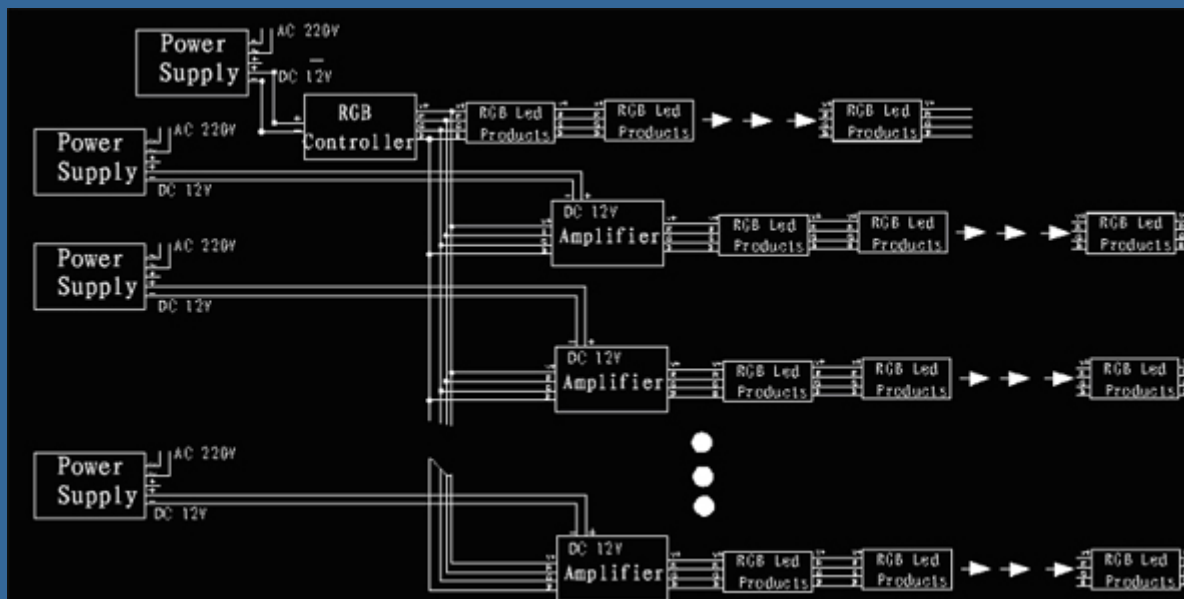 Power
Supply
AC 220V
DC 12V
RGB
Controller
RGB Led
Products
RGB Led
Products
RGB Led
Products
Power
Supply
AC 220V
DC 12V
DC 12V
Amplifier
RGB Led
Products
RGB Led
Products
RGB Led
Products
Power
Supply
AC 220V
DC 12V
DC 12V
Amplifier
RGB Led
Products
RGB Led
Products
RGB Led
Products
Power
Supply
AC 220V
DC 12V
DC 12V
Amplifier
RGB Led
Products
RGB Led
Products
RGB Led
Products